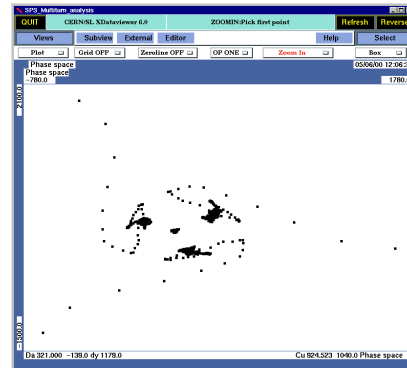 SPS_Multiturn_analysis
QUIT CERN/SL XDataviewer 6.0 ZOOMIN:Pick first point Refresh Reverse
Views Subview External Editor Help Select
Plot Grid OFF Zeroline OFF OP ONE Zoom In Box
Phase space 05/06/00 12:06:3
Phase space
-780.0 1780.
2100.0
-1300.0
Da 321.000 -139.0 dy 1179.0 Cu 924.523 1040.0 Phase space